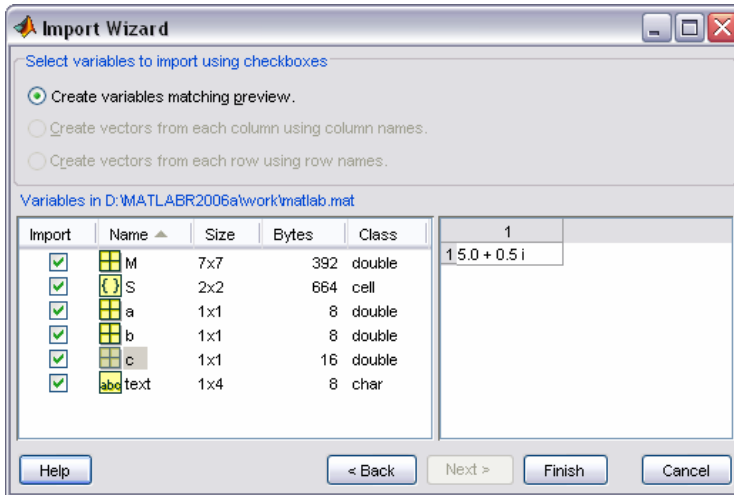 Import Wizard
Select variables to import using checkboxes
Create variables matching preview.
Create vectors from each column using column names.
Create vectors from each row using row names.
Variables in D:\MATLABR2006a\work\matlab.mat
Import Name Size Bytes Class
M 7x7 392 double
{} S 2x2 664 cell
a 1x1 8 double
b 1x1 8 double
c 1x1 16 double
abc text 1x4 8 char
1
1 5.0 + 0.5 i
Help < Back Next > Finish Cancel